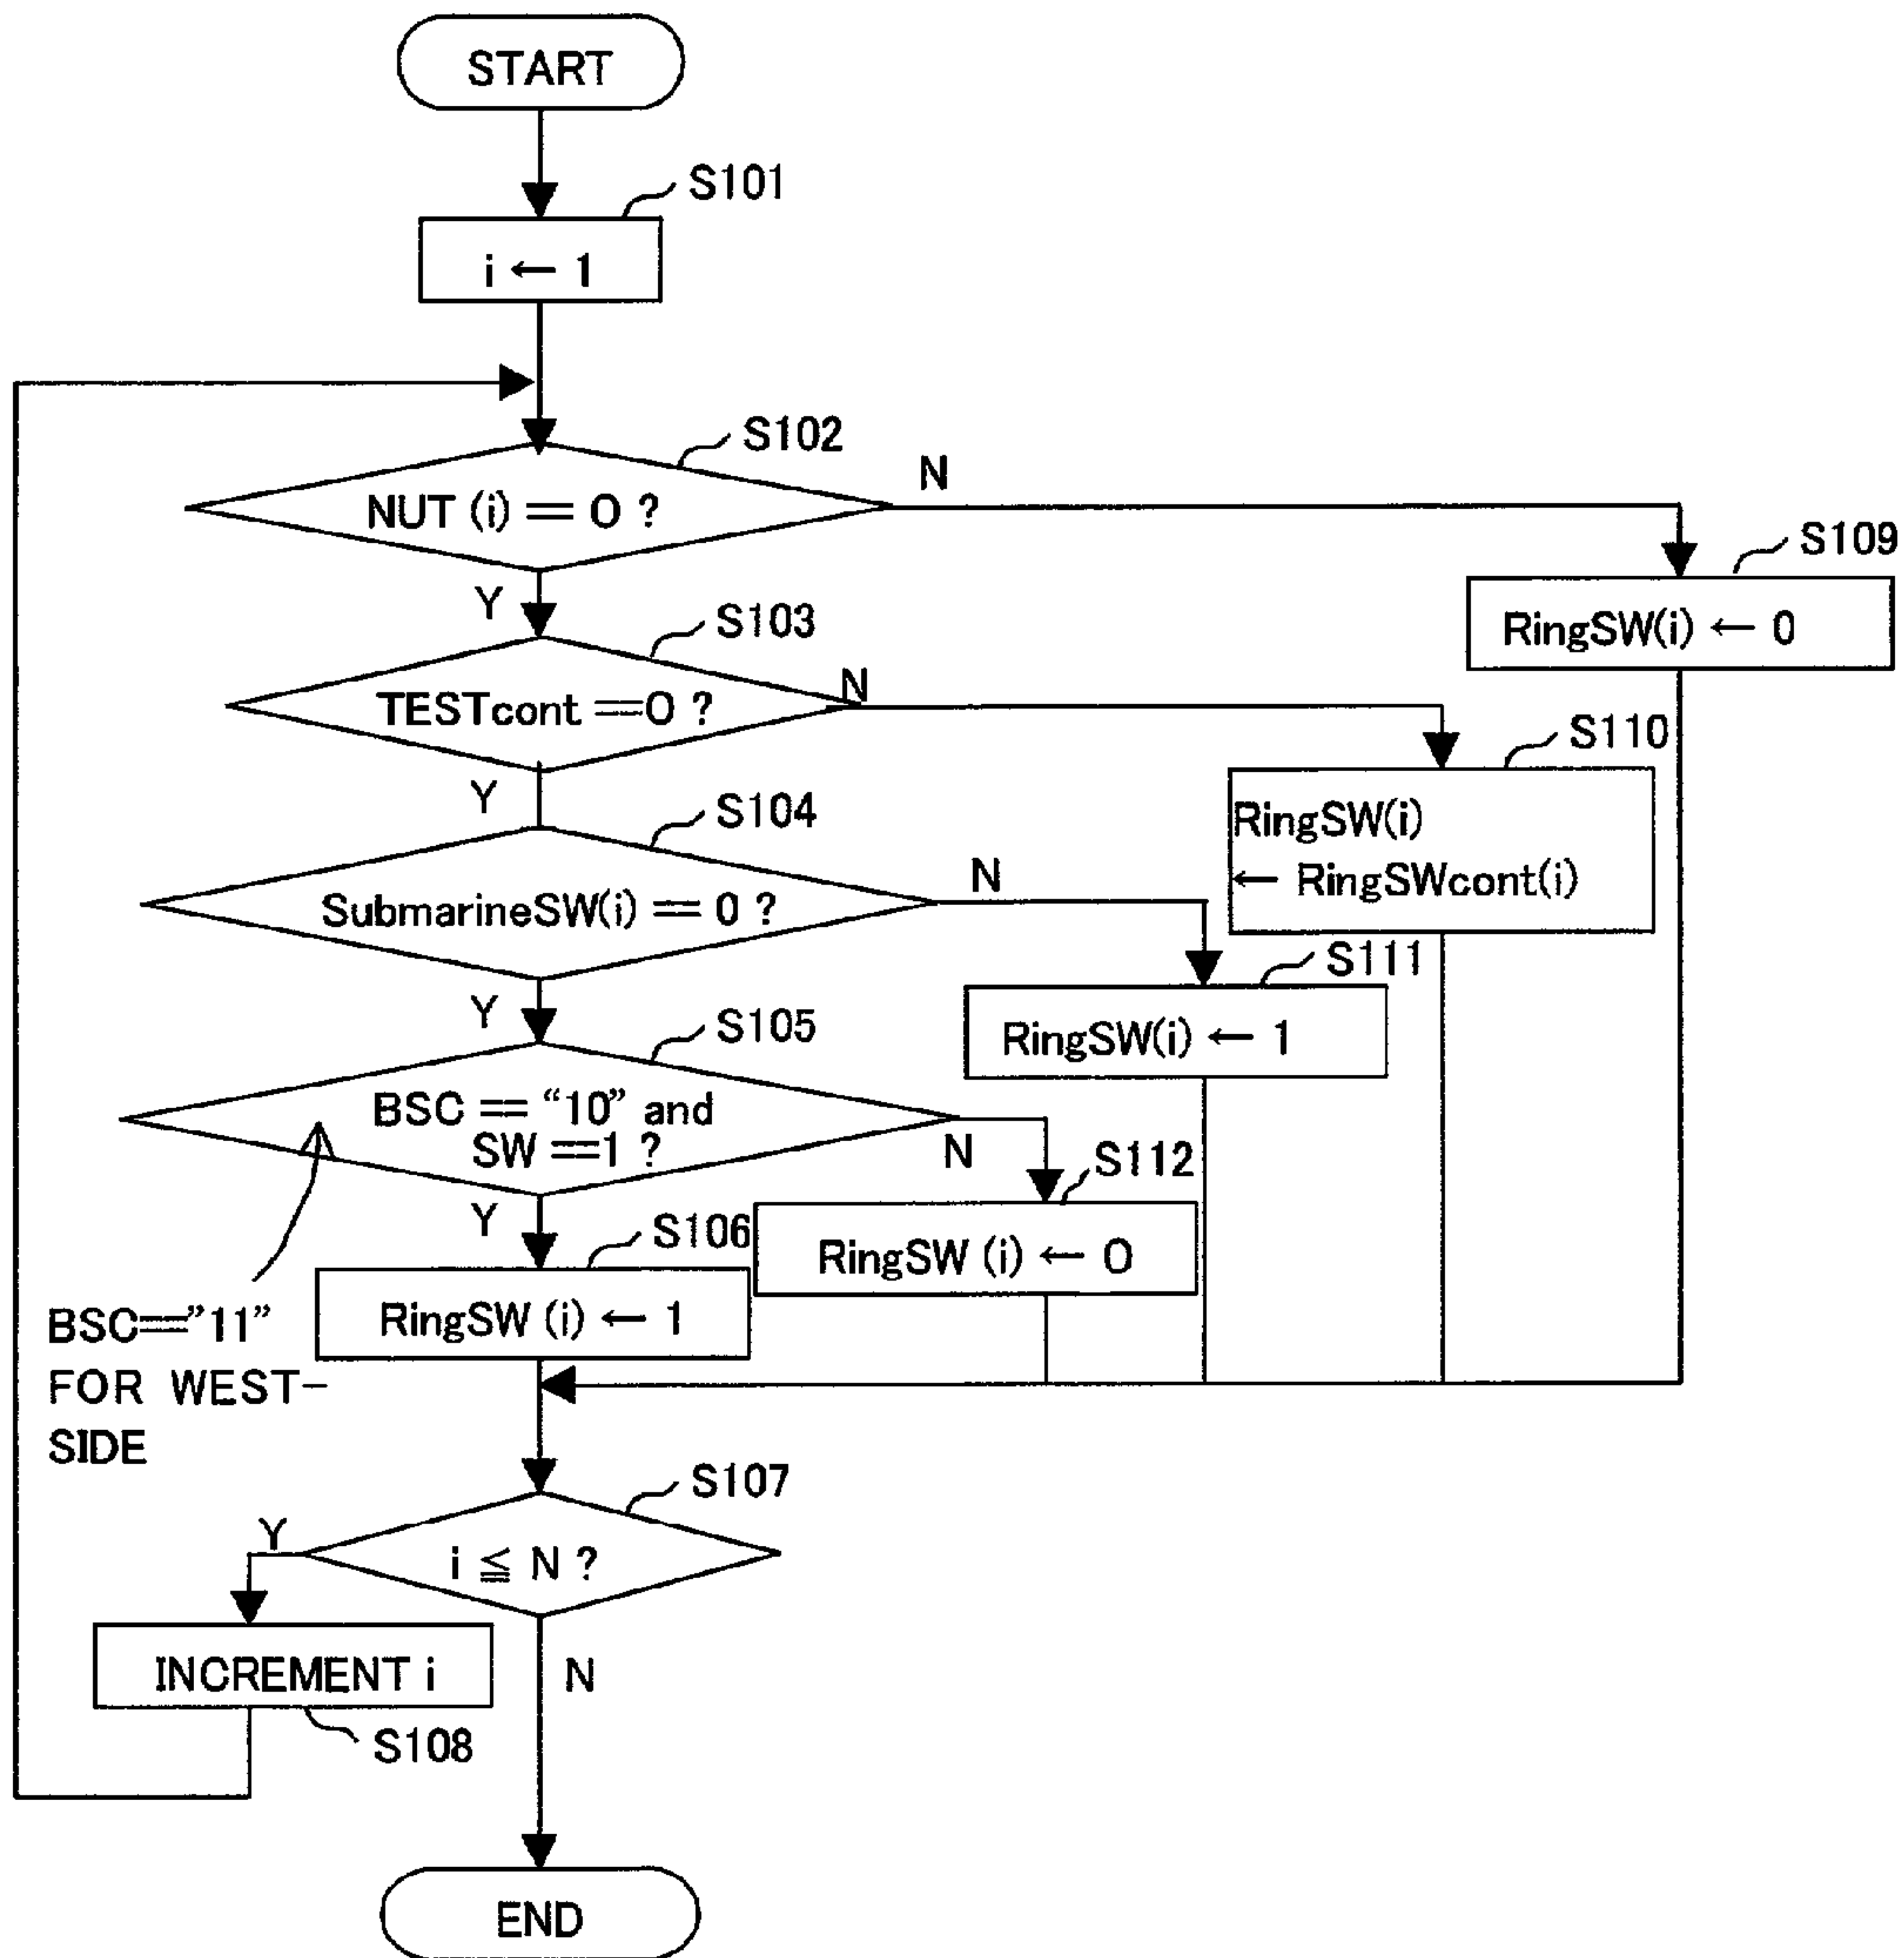 START
S101
i ← 1
S102
NUT (i) == 0 ?
N
Y
S109
RingSW(i) ← 0
S103
TESTcont ==0 ?
N
Y
S110
RingSW(i)
← RingSWcont(i)
S104
SubmarineSW(i) == 0 ?
N
Y
S111
RingSW(i) ← 1
S105
BSC == “10” and
SW ==1 ?
N
Y
S112
RingSW (i) ← 0
S106
RingSW (i) ← 1
BSC==”11”
FOR WEST-
SIDE
S107
i ≦ N ?
Y
N
INCREMENT i
S108
END